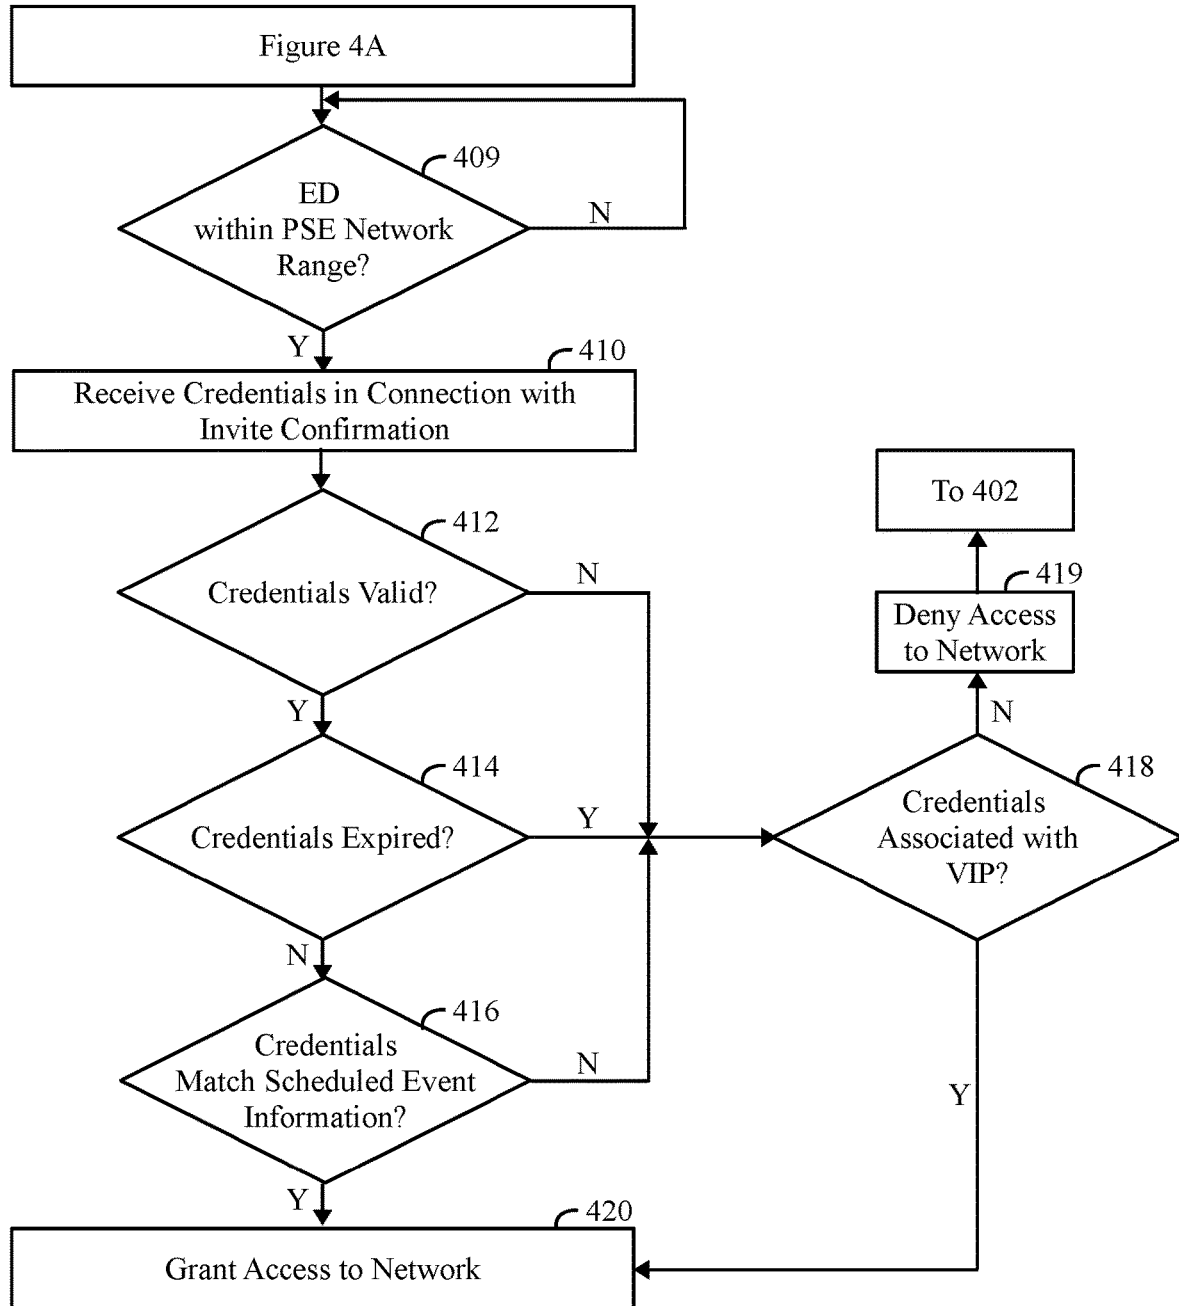 Figure 4A
409
ED
within PSE Network
Range?
N
Y
410
Receive Credentials in Connection with
Invite Confirmation
412
Credentials Valid?
N
Y
414
Credentials Expired?
Y
N
416
Credentials
Match Scheduled Event
Information?
N
Y
420
Grant Access to Network
To 402
419
Deny Access
to Network
N
418
Credentials
Associated with
VIP?
Y